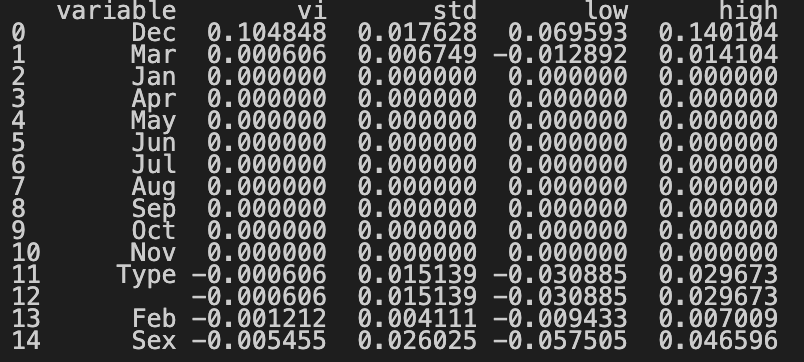 variable vi std low high
0 Dec 0.104848 0.017628 0.069593 0.140104
1 Mar 0.000606 0.006749 −0.012892 0.014104
2 Jan 0.000000 0.000000 0.000000 0.000000
3 Apr 0.000000 0.000000 0.000000 0.000000
4 May 0.000000 0.000000 0.000000 0.000000
5 Jun 0.000000 0.000000 0.000000 0.000000
6 Jul 0.000000 0.000000 0.000000 0.000000
7 Aug 0.000000 0.000000 0.000000 0.000000
8 Sep 0.000000 0.000000 0.000000 0.000000
9 Oct 0.000000 0.000000 0.000000 0.000000
10 Nov 0.000000 0.000000 0.000000 0.000000
11 Type −0.000606 0.015139 −0.030885 0.029673
12 −0.000606 0.015139 −0.030885 0.029673
13 Feb −0.001212 0.004111 −0.009433 0.007009
14 Sex −0.005455 0.026025 −0.057505 0.046596